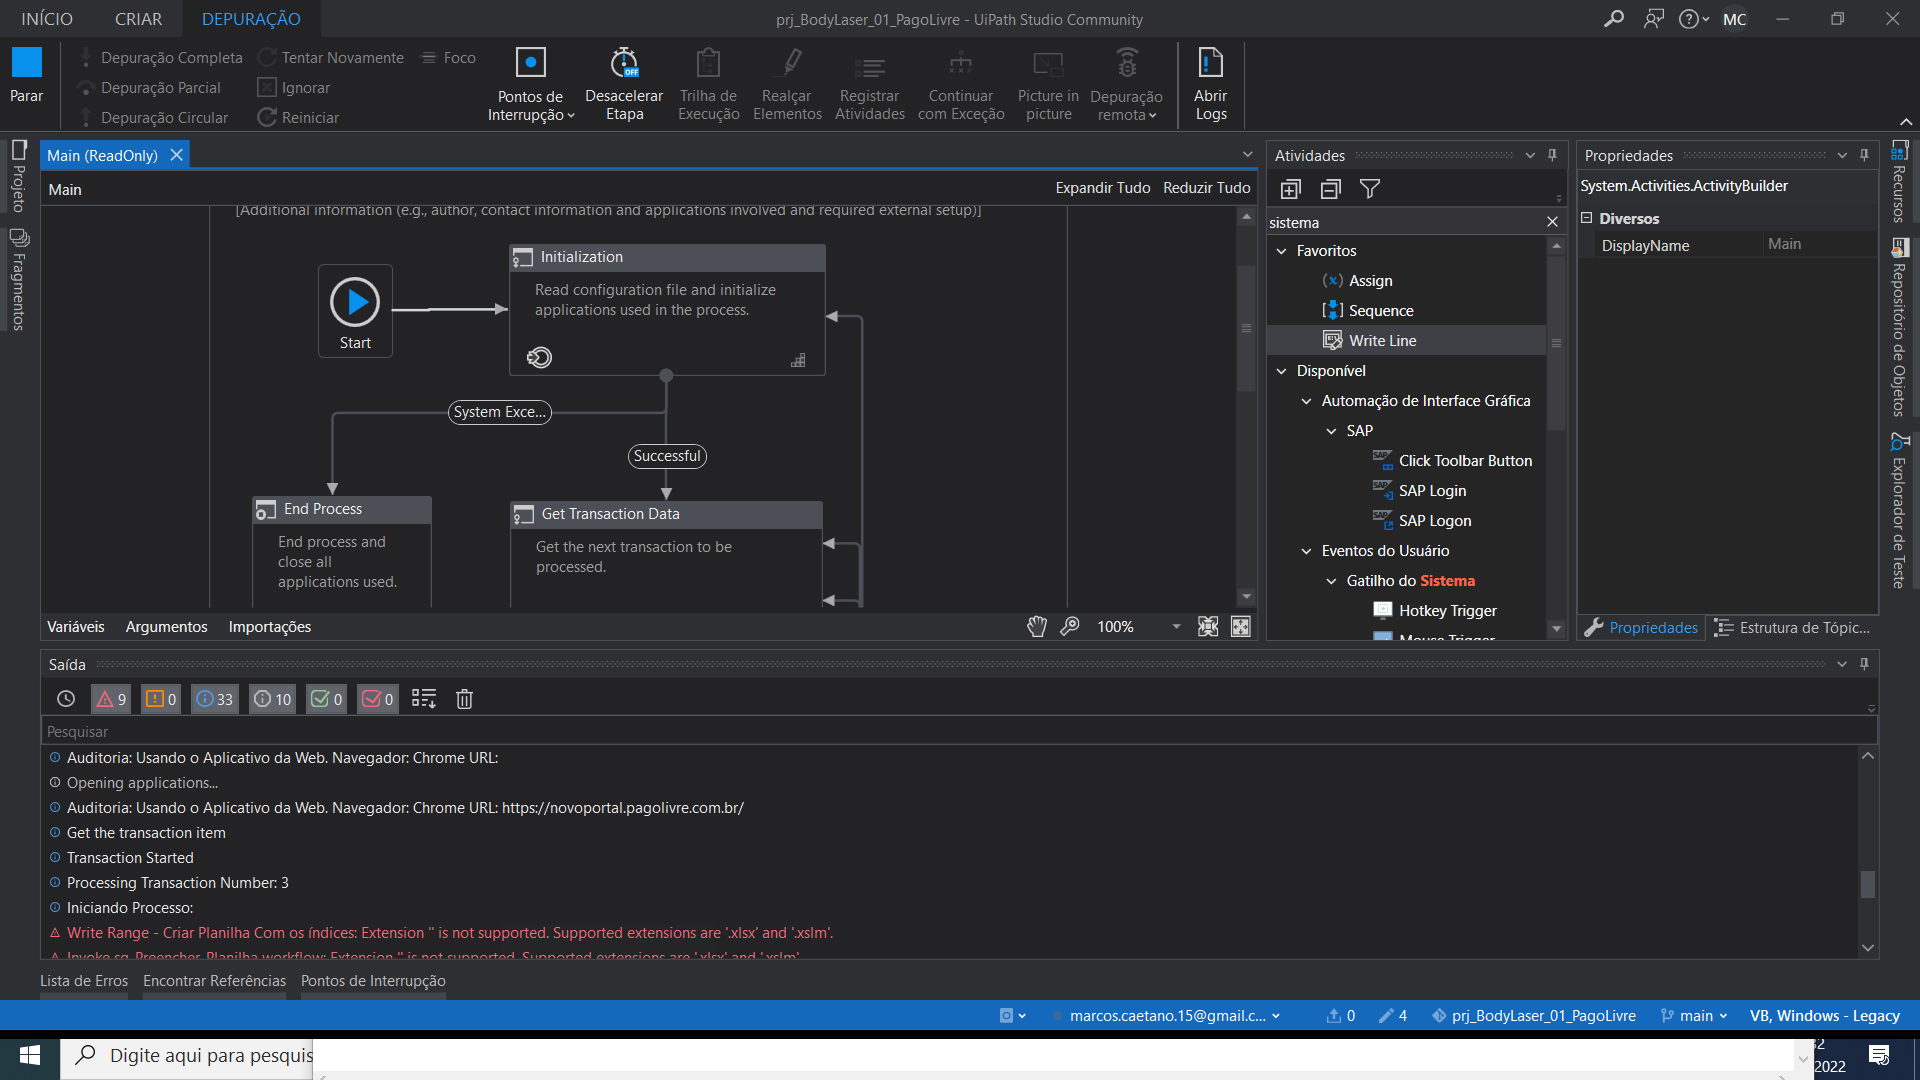 INÍCIO CRIAR DEPURAÇÃO prj_BodyLaser_01_PagoLivre - UiPath Studio Community MC
Parar
Depuração Completa Tentar Novamente Foco
Depuração Parcial Ignorar
Depuração Circular Reiniciar
Pontos de Interrupção
Desacelerar Etapa
OFF
Trilha de Execução
Realçar Elementos
Registrar Atividades
Continuar com Exceção
Picture in picture
Depuração remota
Abrir Logs
Projeto
Fragmentos
Main (ReadOnly)
Main Expandir Tudo Reduzir Tudo
[Additional information (e.g., author, contact information and applications involved and required external setup)]
Start
Initialization
Read configuration file and initialize
applications used in the process.
System Exce...
Successful
End Process
End process and
close all
applications used.
Get Transaction Data
Get the next transaction to be
processed.
Variáveis Argumentos Importações 100%
Atividades
sistema
Favoritos
Assign
Sequence
Write Line
Disponível
Automação de Interface Gráfica
SAP
Click Toolbar Button
SAP Login
SAP Logon
Eventos do Usuário
Gatilho do Sistema
Hotkey Trigger
Mouse Trigger
Propriedades
System.Activities.ActivityBuilder
Diversos
DisplayName Main
Propriedades Estrutura de Tópic...
Recursos
Repositório de Objetos
Explorador de Teste
Saída
9 0 33 10 0 0
Pesquisar
Auditoria: Usando o Aplicativo da Web. Navegador: Chrome URL:
Opening applications...
Auditoria: Usando o Aplicativo da Web. Navegador: Chrome URL: https://novoportal.pagolivre.com.br/
Get the transaction item
Transaction Started
Processing Transaction Number: 3
Iniciando Processo:
Write Range - Criar Planilha Com os índices: Extension '' is not supported. Supported extensions are '.xlsx' and '.xslm'.
Invoke sq_Preencher_Planilha workflow: Extension '' is not supported. Supported extensions are '.xlsx' and '.xslm'.
Lista de Erros Encontrar Referências Pontos de Interrupção
marcos.caetano.15@gmail.c... 0 4 prj_BodyLaser_01_PagoLivre main VB, Windows - Legacy
Digite aqui para pesquis
2022